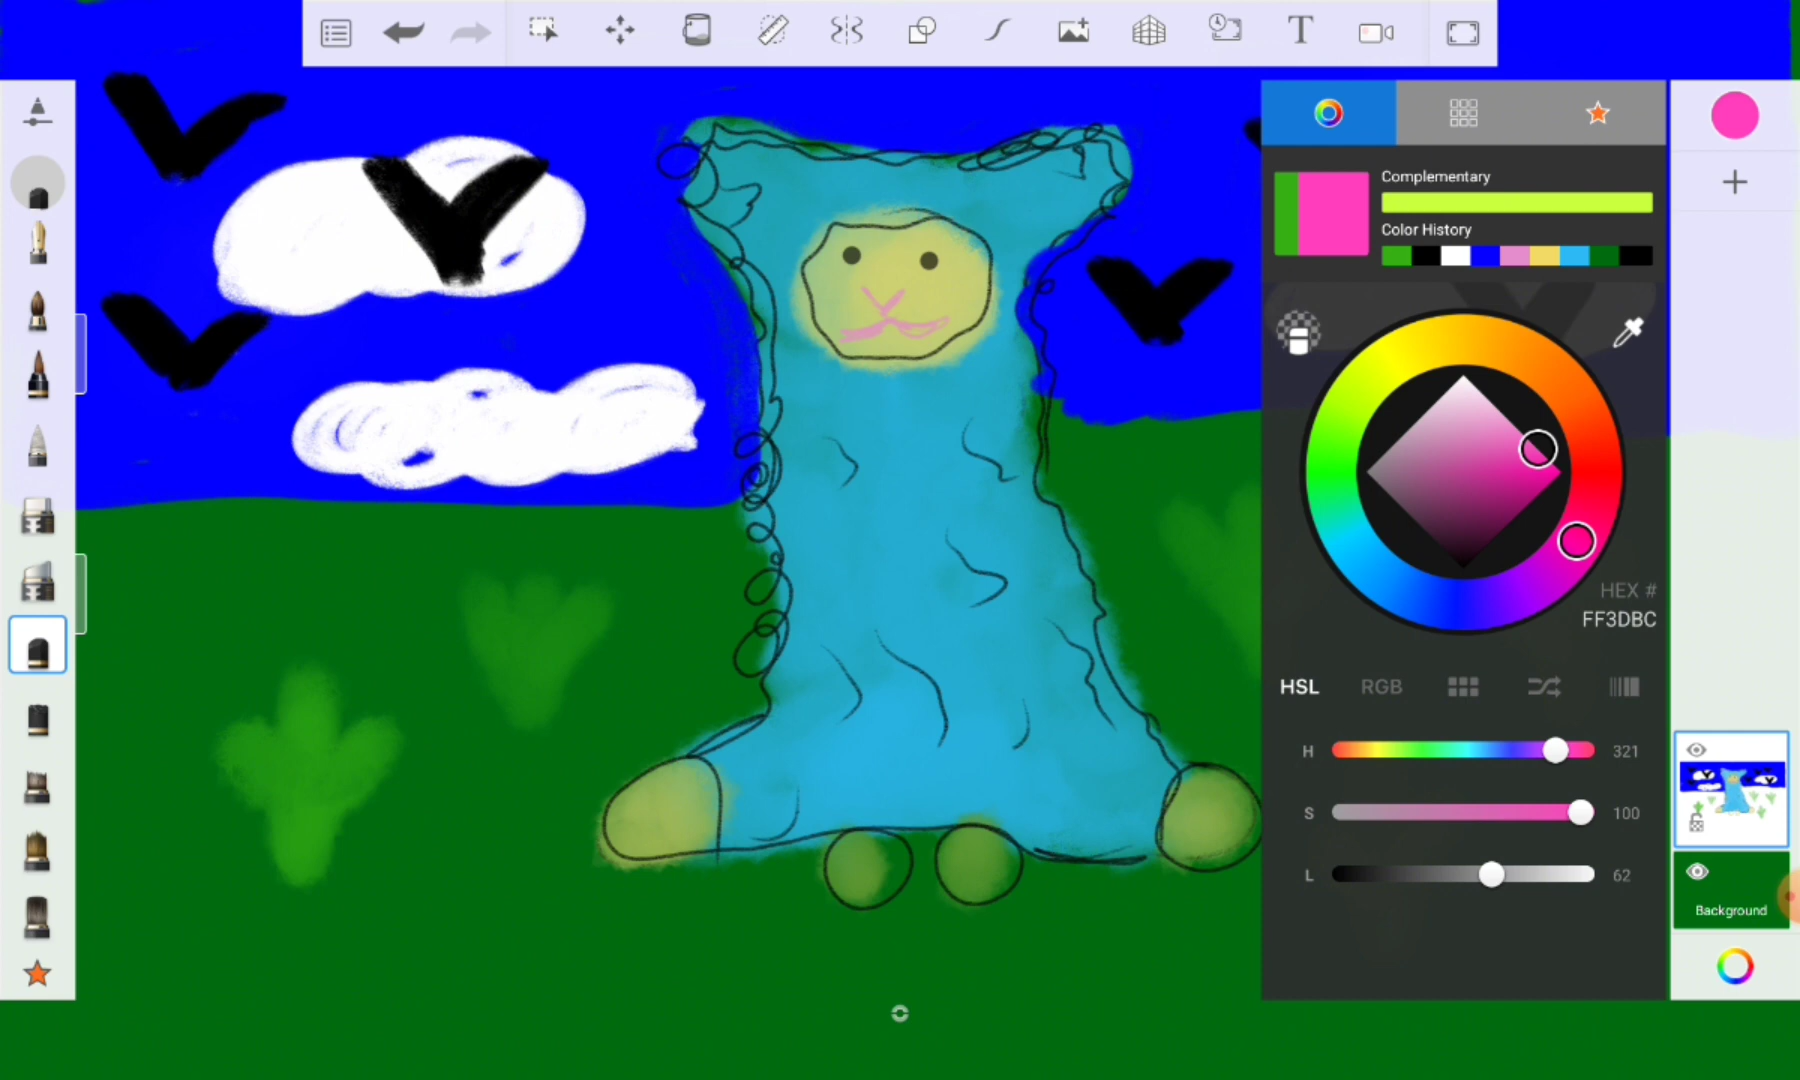 T
Complementary
Color History
HEX #
FF3DBC
HSL RGB
H 321
S 100
L 62
Background